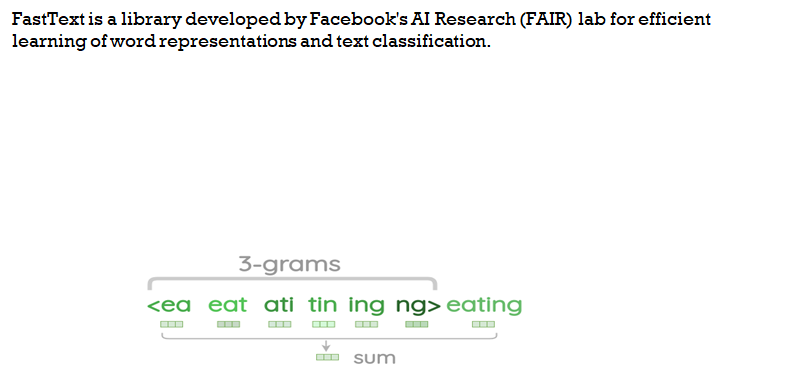 FastText is a library developed by Facebook's AI Research (FAIR) lab for efficient
learning of word representations and text classification.
3-grams
<ea eat ati tin ing ng> eating
sum